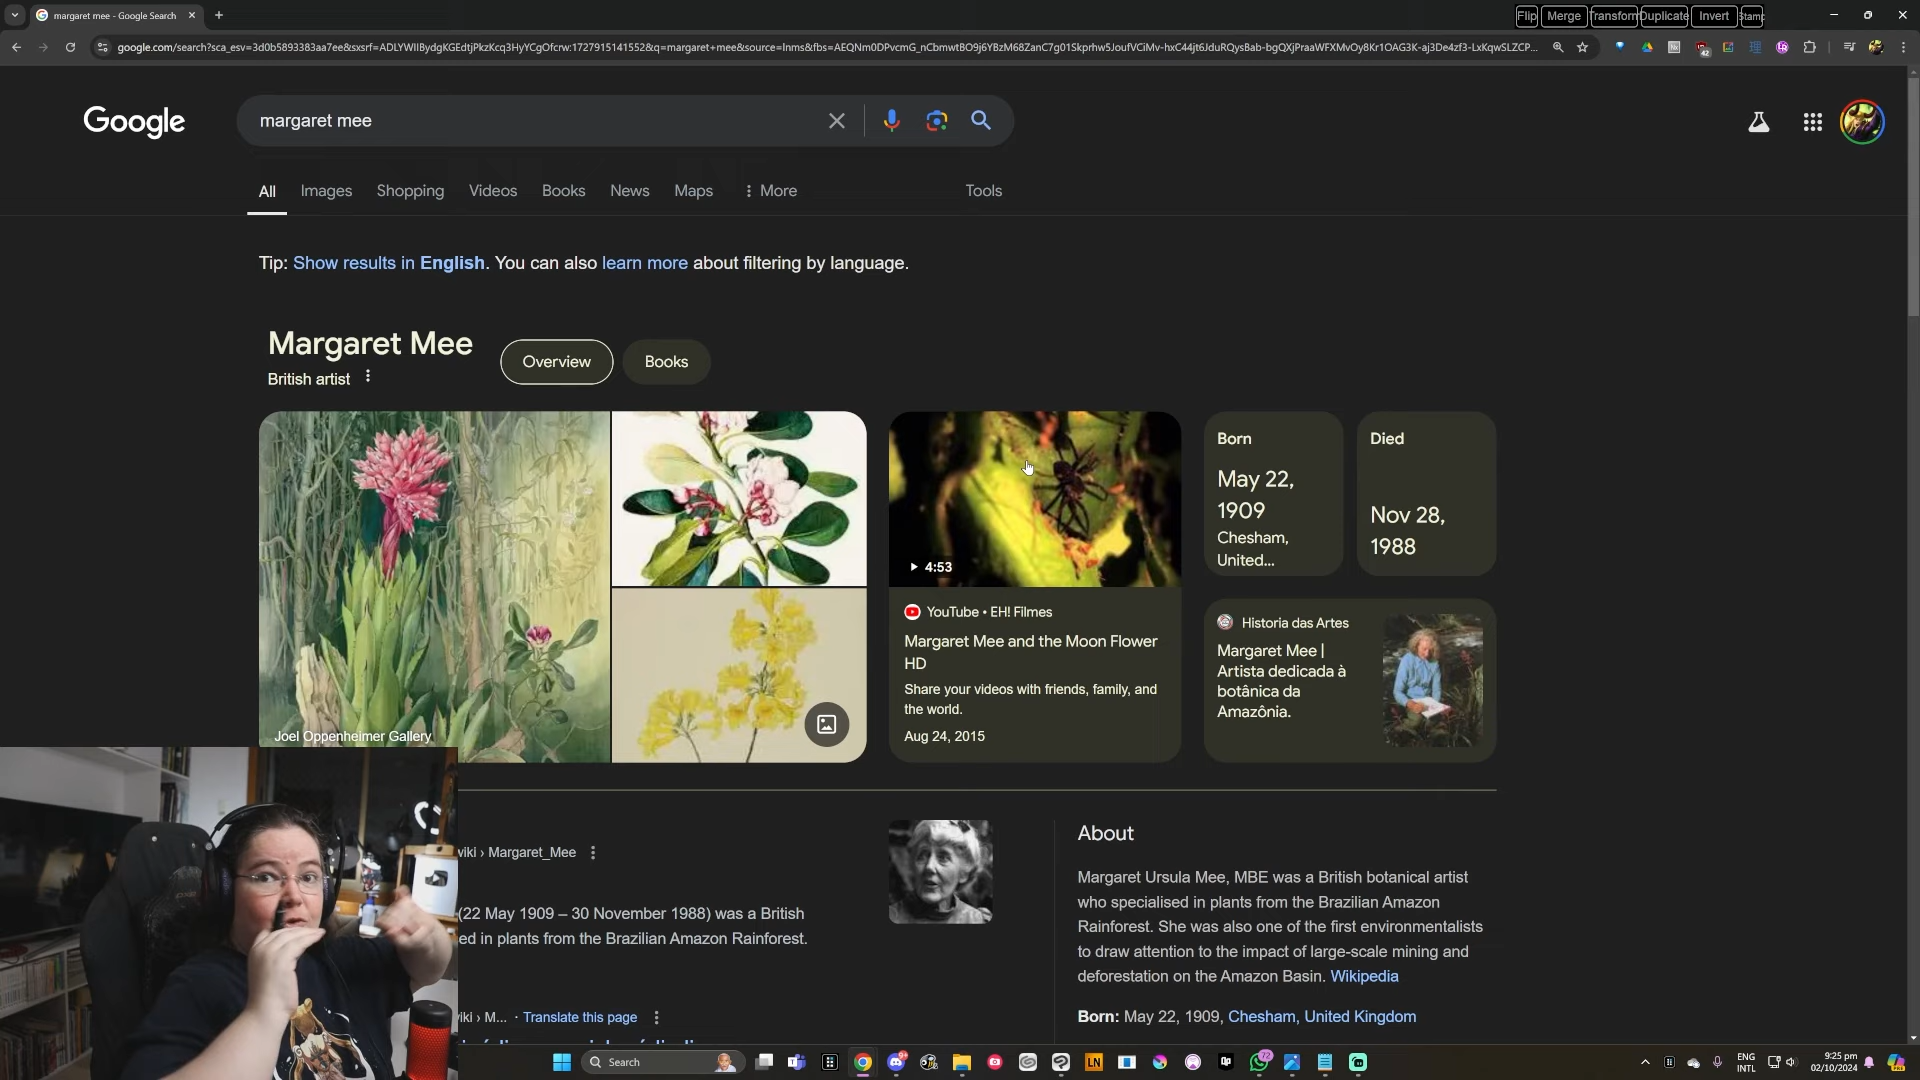 margaret mee - Google Search
Flip
Merge
Transform
Duplicate
Invert
Stamp
Google
margaret mee
All
Images
Shopping
Videos
Books
News
Maps
More
Tools
Tip: Show results in English. You can also learn more about filtering by language.
Margaret Mee
British artist
Overview
Books
Joel Oppenheimer Gallery
4:53
YouTube • EH! Filmes
Margaret Mee and the Moon Flower
HD
Share your videos with friends, family, and
the world.
Aug 24, 2015
Born
May 22,
1909
Chesham,
United...
Died
Nov 28,
1988
Historia das Artes
Margaret Mee |
Artista dedicada à
botânica da
Amazônia.
wiki › Margaret_Mee
(22 May 1909 – 30 November 1988) was a British
ed in plants from the Brazilian Amazon Rainforest.
wiki › M... · Translate this page
About
Margaret Ursula Mee, MBE was a British botanical artist
who specialised in plants from the Brazilian Amazon
Rainforest. She was also one of the first environmentalists
to draw attention to the impact of large-scale mining and
deforestation on the Amazon Basin. Wikipedia
Born: May 22, 1909, Chesham, United Kingdom
Search
LN
72
ENG
INTL
9:25 pm
02/10/2024